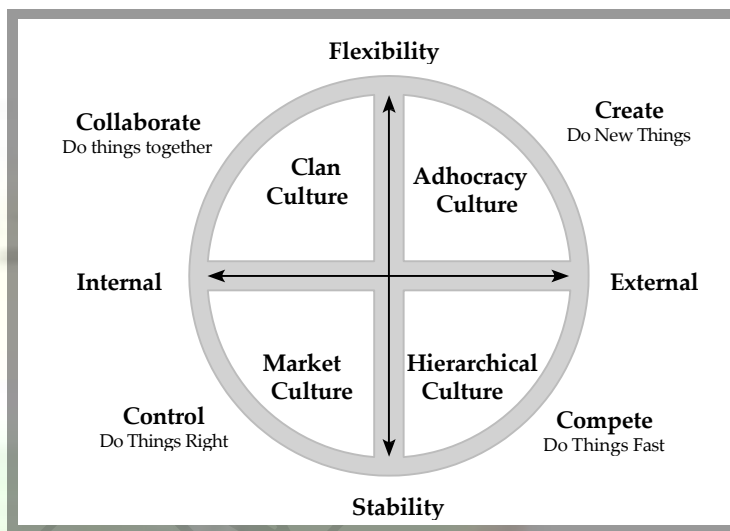 Flexibility
Collaborate
Do things together
Create
Do New Things
Clan
Culture
Adhocracy
Culture
Internal
External
Market
Culture
Hierarchical
Culture
Control
Do Things Right
Compete
Do Things Fast
Stability